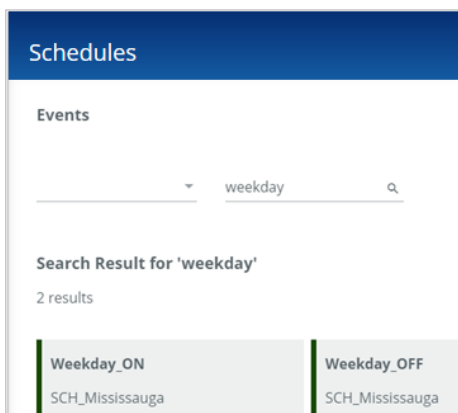 Schedules
Events
weekday
Search Result for 'weekday'
2 results
Weekday_ON
Weekday_OFF
SCH_Mississauga
SCH_Mississauga